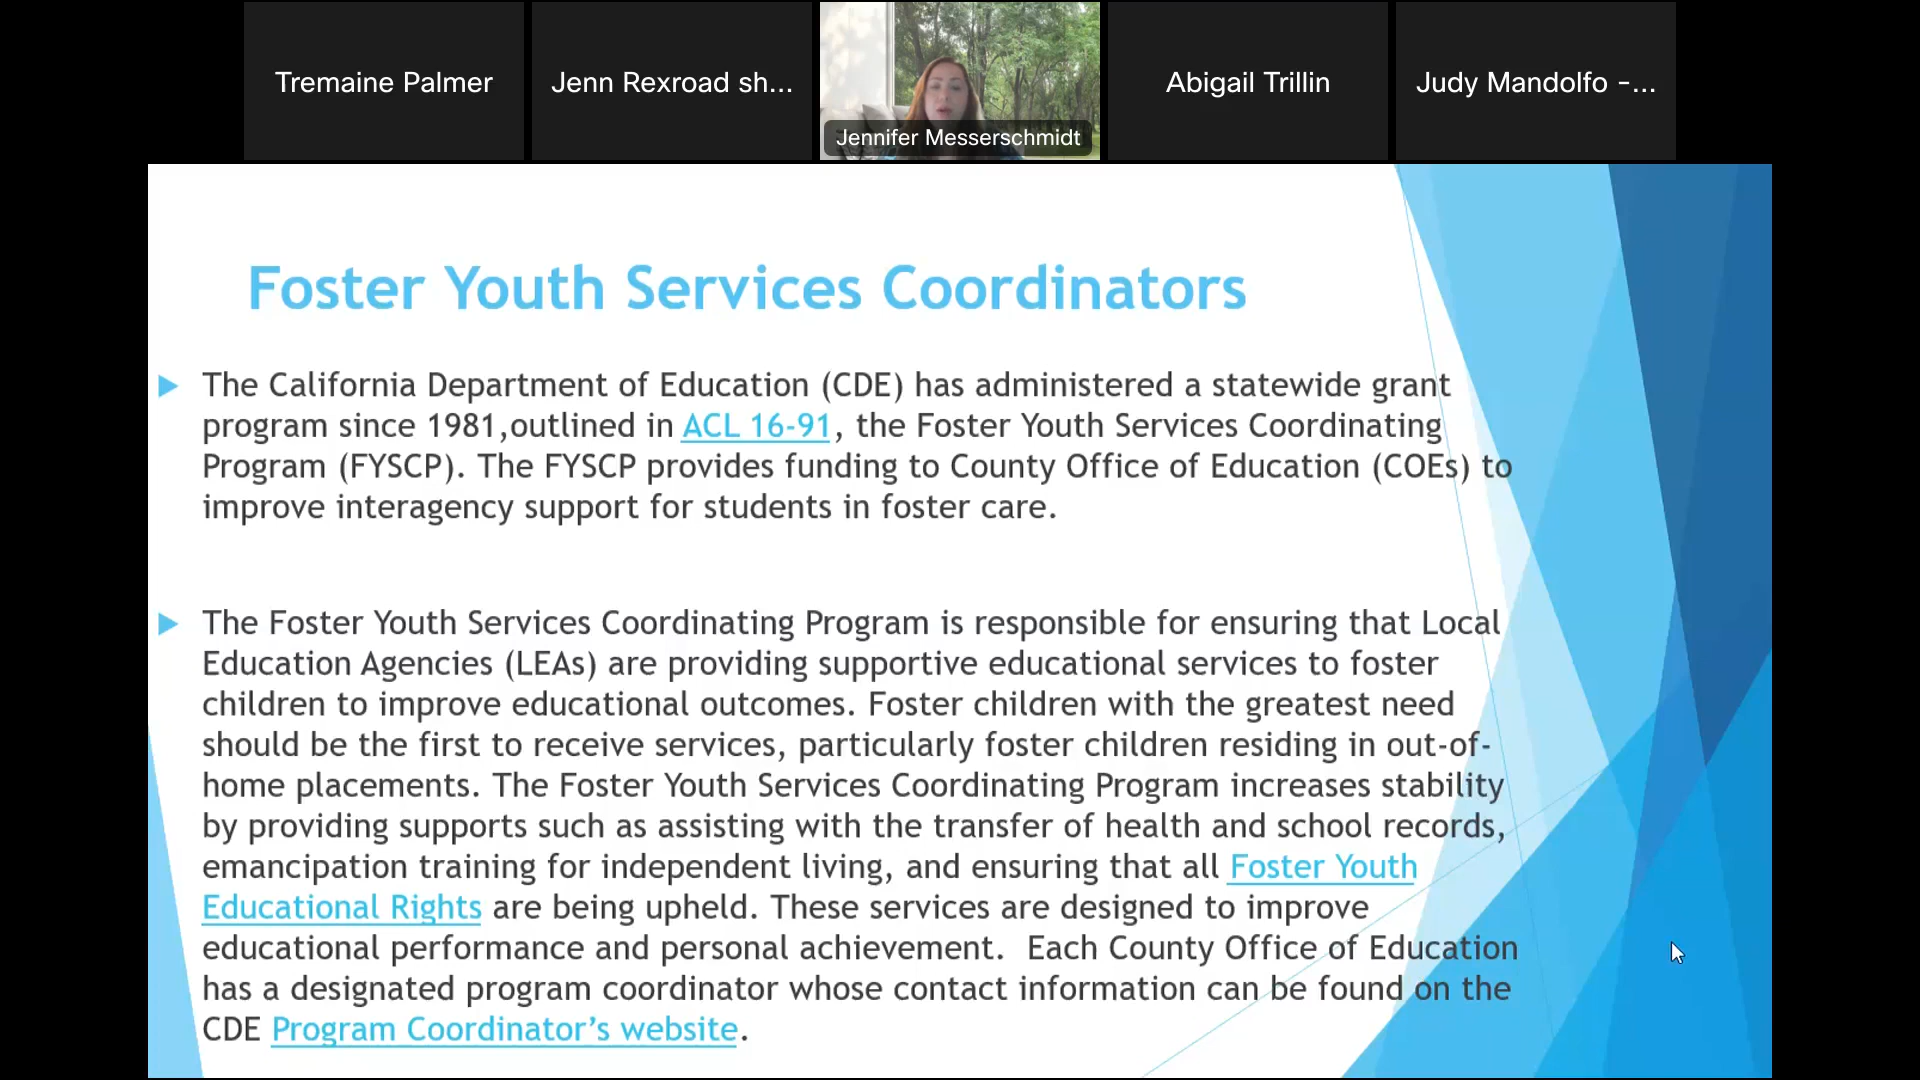 Tremaine Palmer
Jenn Rexroad sh...
Jennifer Messerschmidt
Abigail Trillin
Judy Mandolfo -...
Foster Youth Services Coordinators
The California Department of Education (CDE) has administered a statewide grant
program since 1981,outlined in ACL 16-91, the Foster Youth Services Coordinating
Program (FYSCP). The FYSCP provides funding to County Office of Education (COEs) to
improve interagency support for students in foster care.
The Foster Youth Services Coordinating Program is responsible for ensuring that Local
Education Agencies (LEAs) are providing supportive educational services to foster
children to improve educational outcomes. Foster children with the greatest need
should be the first to receive services, particularly foster children residing in out-of-
home placements. The Foster Youth Services Coordinating Program increases stability
by providing supports such as assisting with the transfer of health and school records,
emancipation training for independent living, and ensuring that all Foster Youth
Educational Rights are being upheld. These services are designed to improve
educational performance and personal achievement.  Each County Office of Education
has a designated program coordinator whose contact information can be found on the
CDE Program Coordinator’s website.